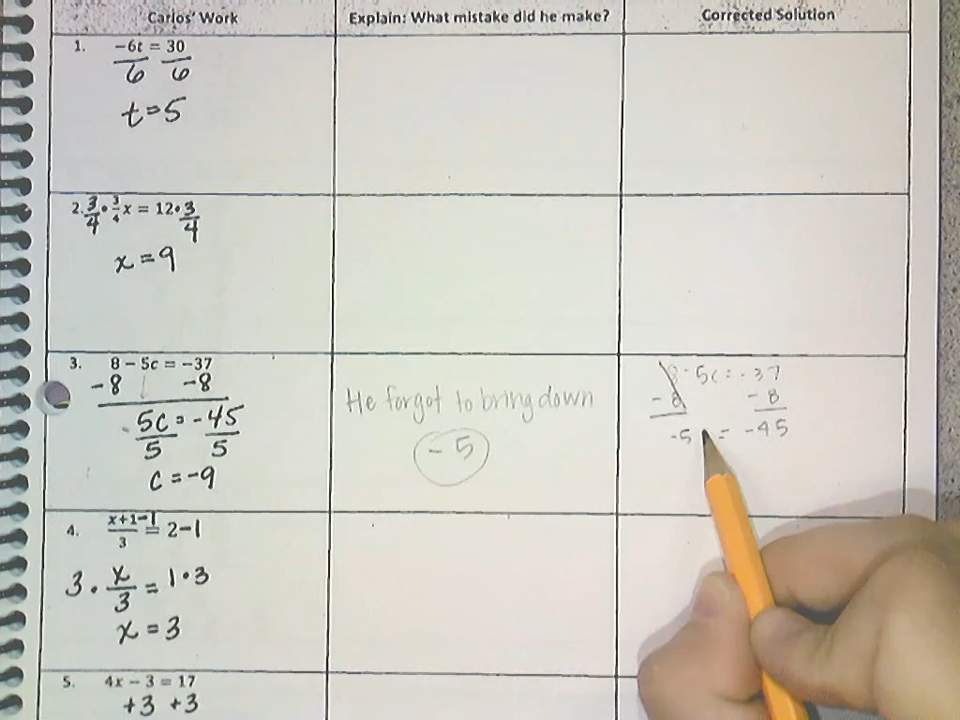 Carlos' Work
Explain: What mistake did he make?
Corrected Solution
1. -6t = 30
6 6
t = 5
2. 3/4 • 3/4 x = 12 • 3/4
x = 9
3. 8 – 5c = –37
-8 -8
5c = -45
5 5
c = -9
He forgot to bring down
-5
8 - 5c = -37
-8 -8
-5 = -45
4. x+1-1 / 3 = 2-1
3 • x/3 = 1 • 3
x = 3
5. 4x – 3 = 17
+3 +3